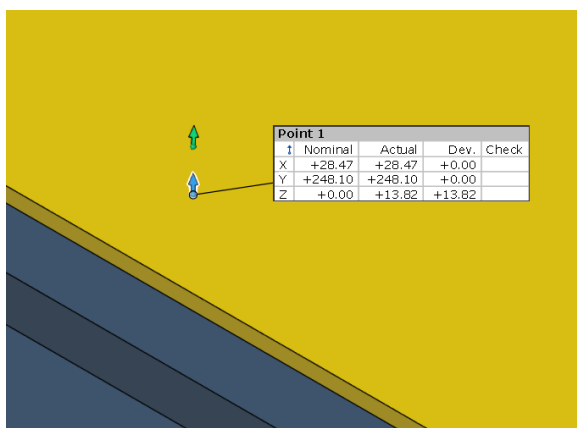 Point 1
↕ Nominal Actual Dev. Check
X +28.47 +28.47 +0.00
Y +248.10 +248.10 +0.00
Z +0.00 +13.82 +13.82